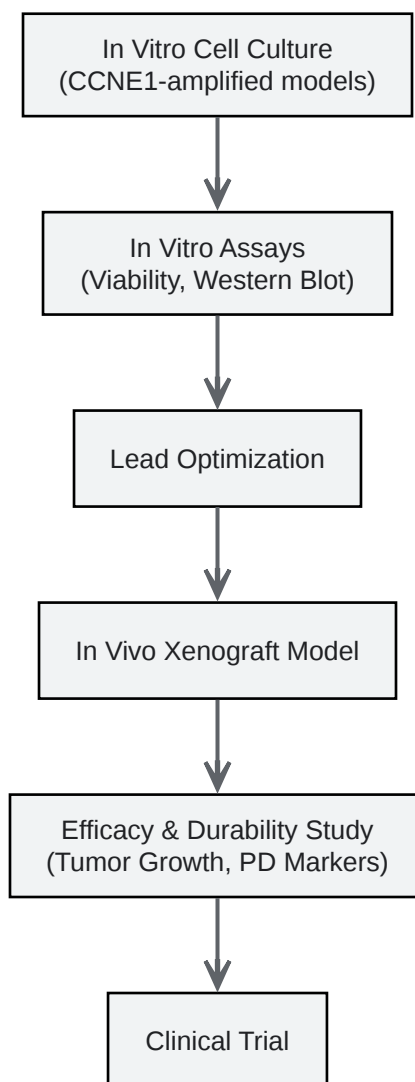 In Vitro Cell Culture
(CCNE1-amplified models)
In Vitro Assays
(Viability, Western Blot)
Lead Optimization
In Vivo Xenograft Model
Efficacy & Durability Study
(Tumor Growth, PD Markers)
Clinical Trial